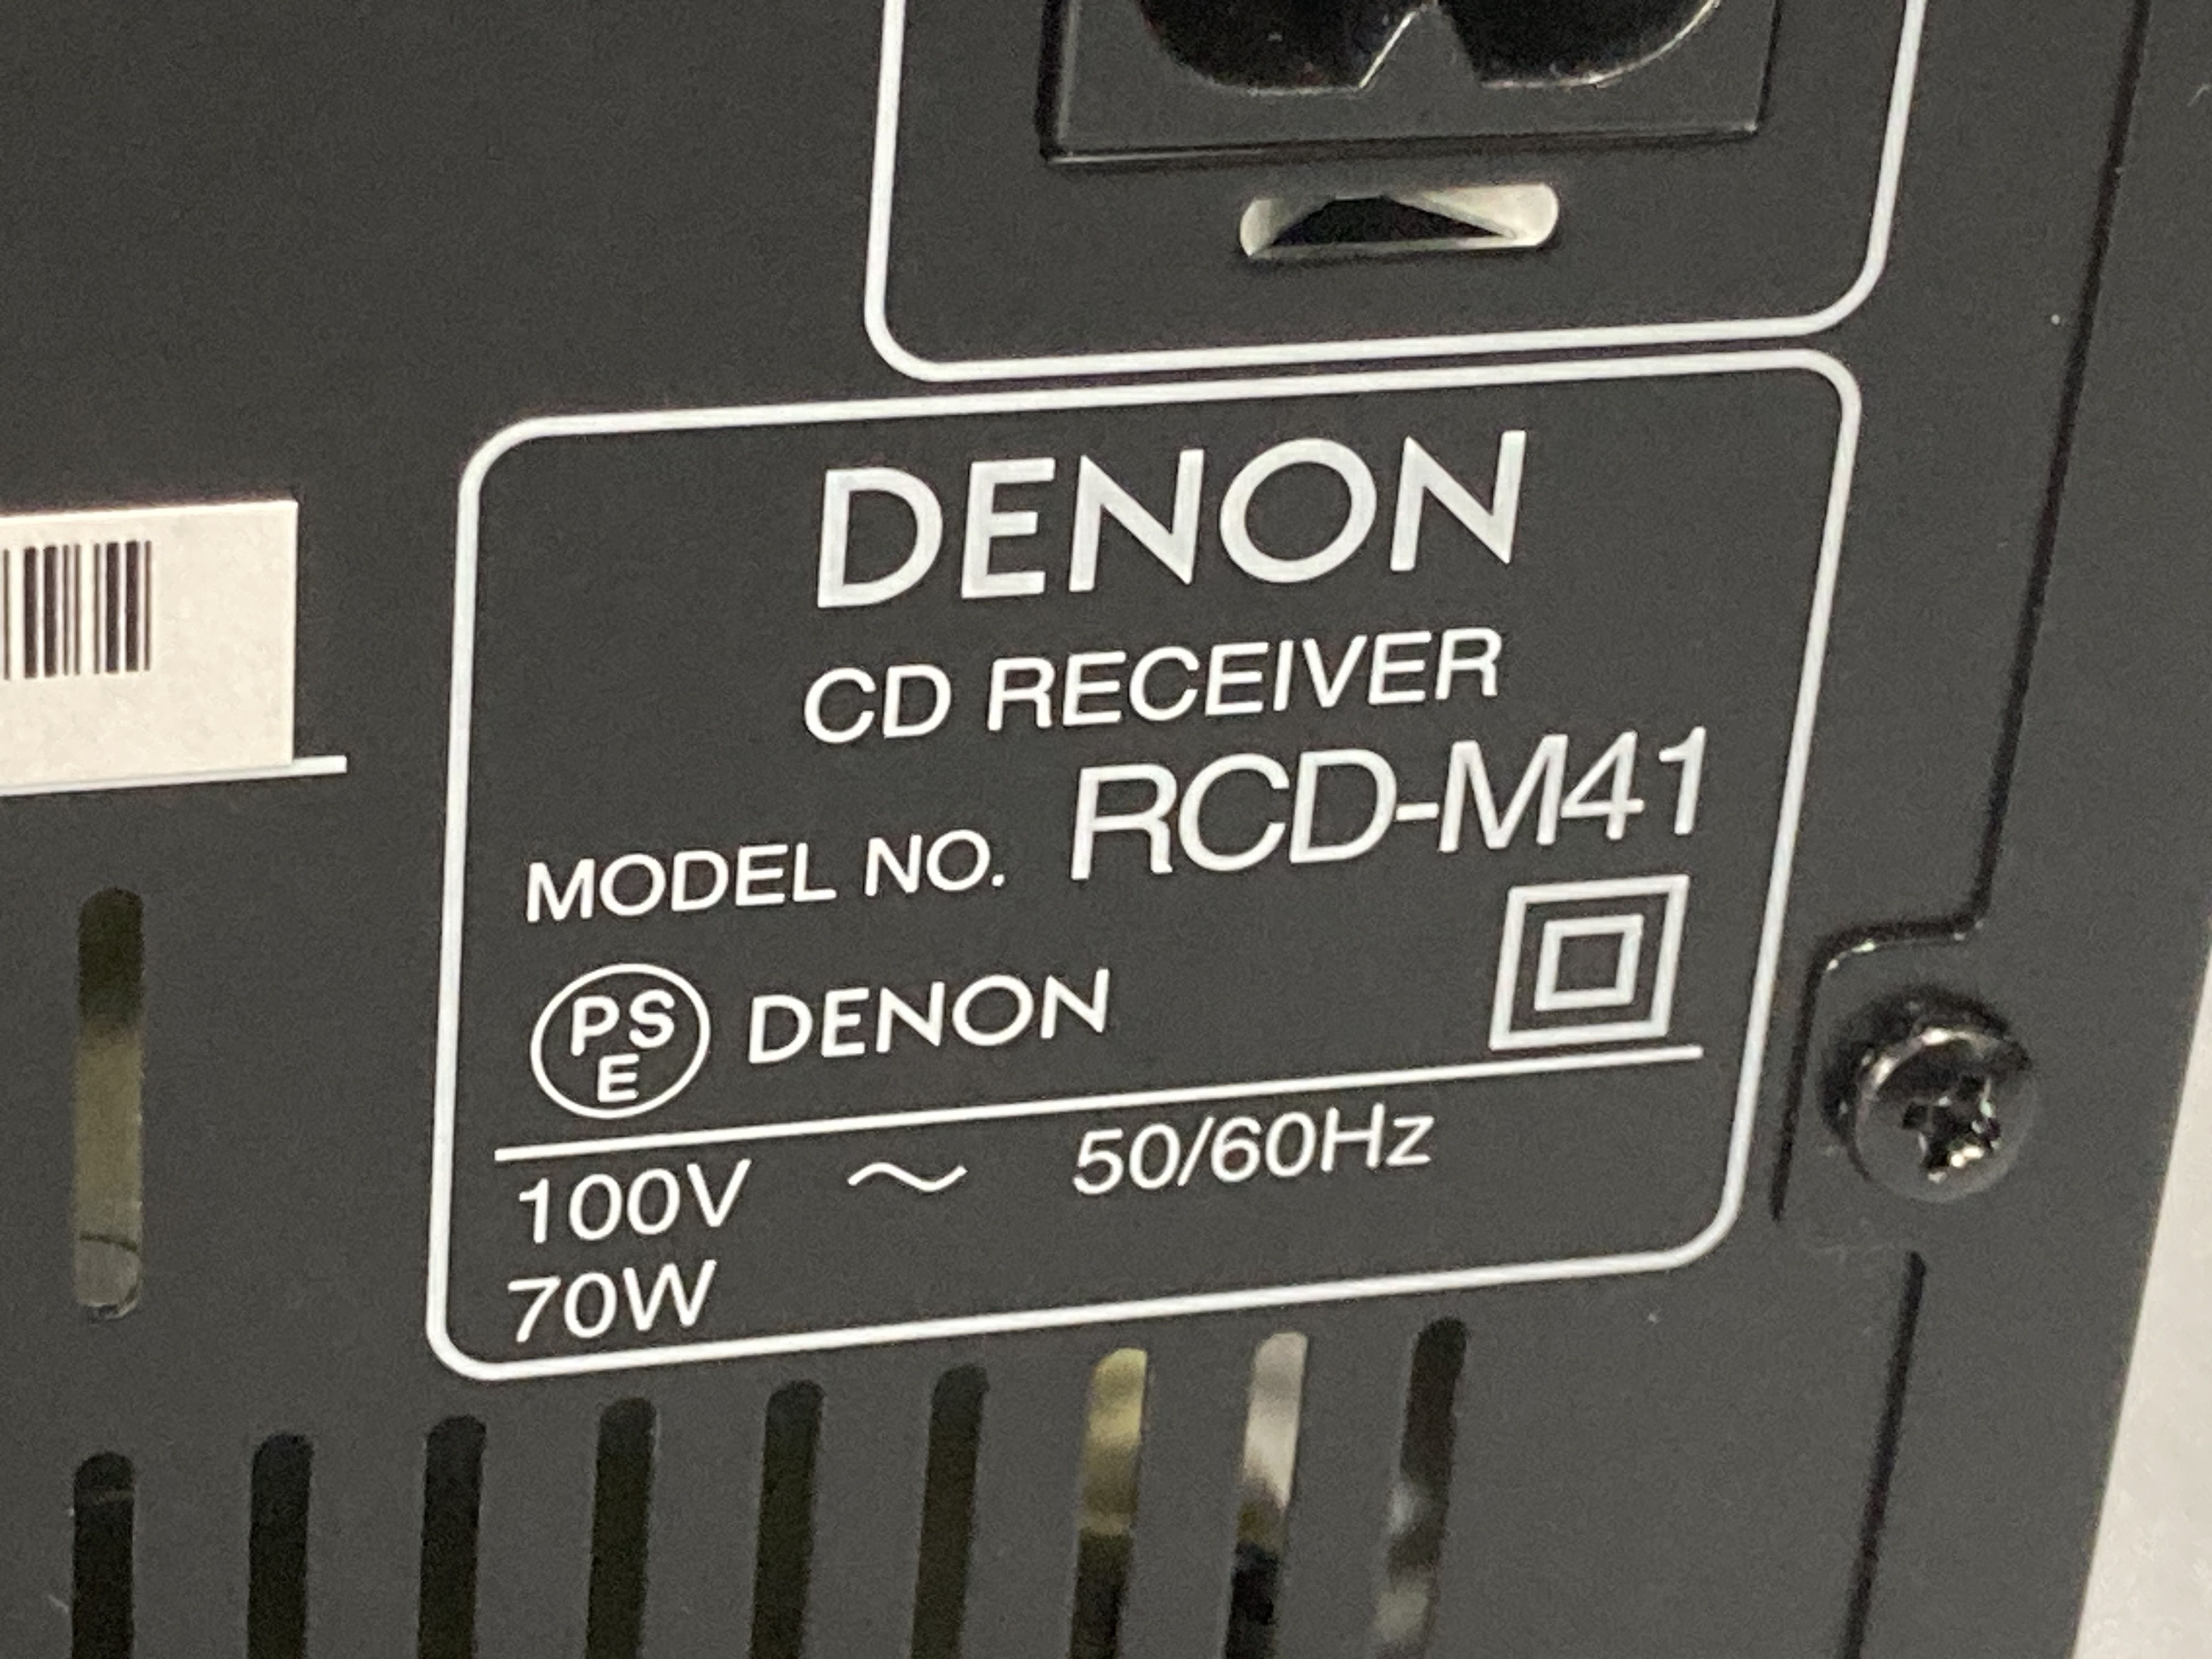 DENON
CD RECEIVER
MODEL NO. RCD-M41
PSE DENON
100V ～ 50/60Hz
70W